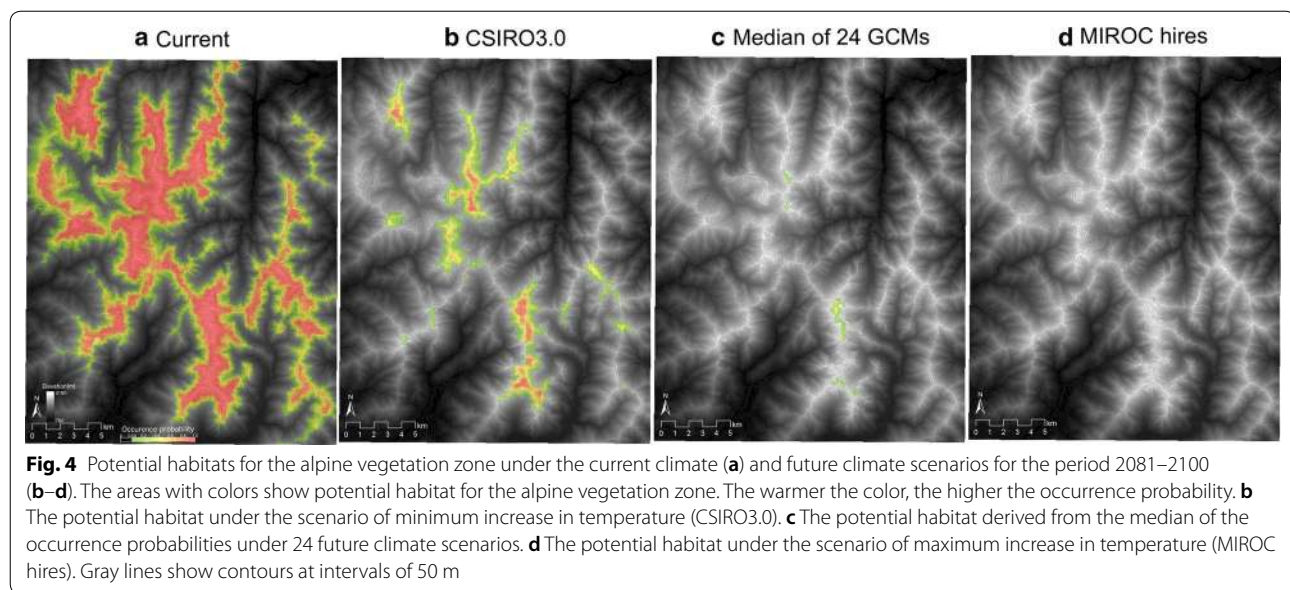 a Current
b CSIRO3.0
c Median of 24 GCMs
d MIROC hires
N
0 1 2 3 4 5 km
Occurence probability
N
0 1 2 3 4 5 km
N
0 1 2 3 4 5 km
N
0 1 2 3 4 5 km
Fig. 4 Potential habitats for the alpine vegetation zone under the current climate (a) and future climate scenarios for the period 2081–2100
(b–d). The areas with colors show potential habitat for the alpine vegetation zone. The warmer the color, the higher the occurrence probability. b
The potential habitat under the scenario of minimum increase in temperature (CSIRO3.0). c The potential habitat derived from the median of the
occurrence probabilities under 24 future climate scenarios. d The potential habitat under the scenario of maximum increase in temperature (MIROC
hires). Gray lines show contours at intervals of 50 m